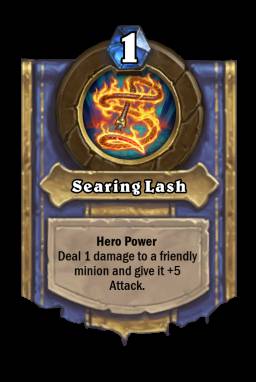 1
Searing Lash
Hero Power
Deal 1 damage to a friendly
minion and give it +5
Attack.